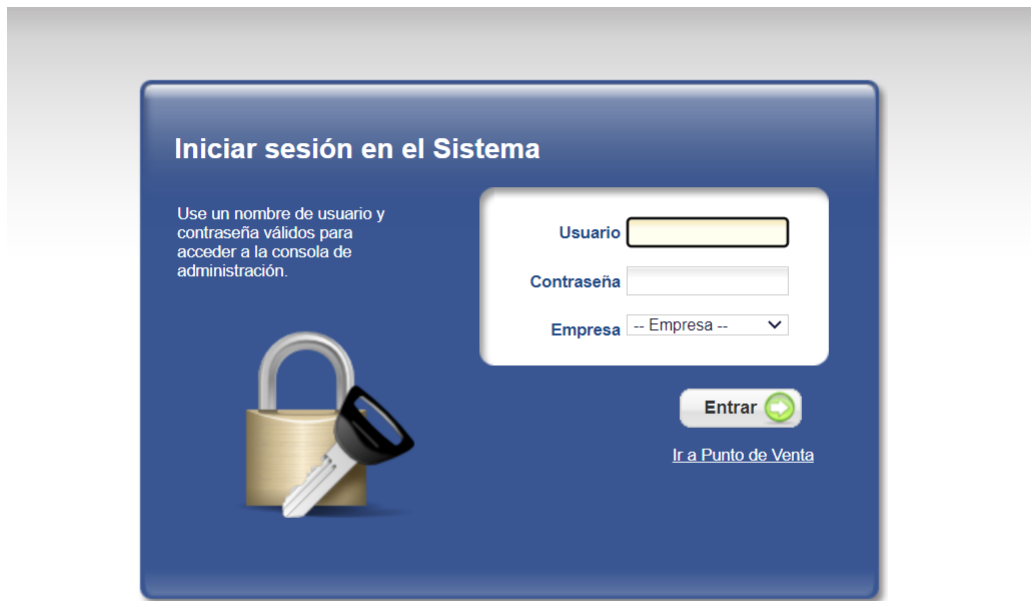 Iniciar sesión en el Sistema
Use un nombre de usuario y
contraseña válidos para
acceder a la consola de
administración.
Usuario
Contraseña
Empresa -- Empresa --
Entrar
Ir a Punto de Venta